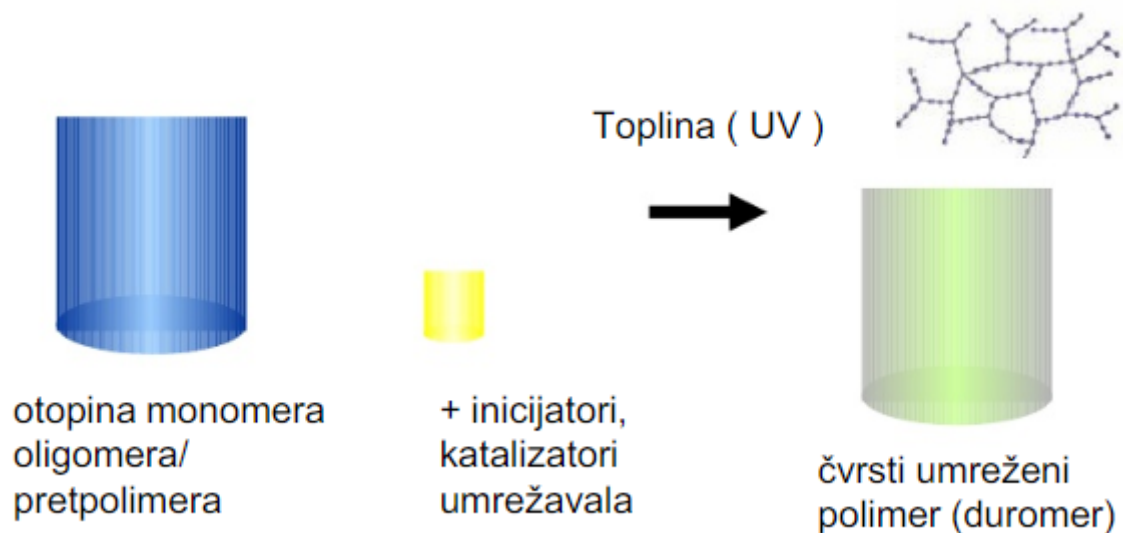 Toplina ( UV )
otopina monomera
oligomera/
pretpolimera
+ inicijatori,
katalizatori
umrežavala
čvrsti umreženi
polimer (duromer)